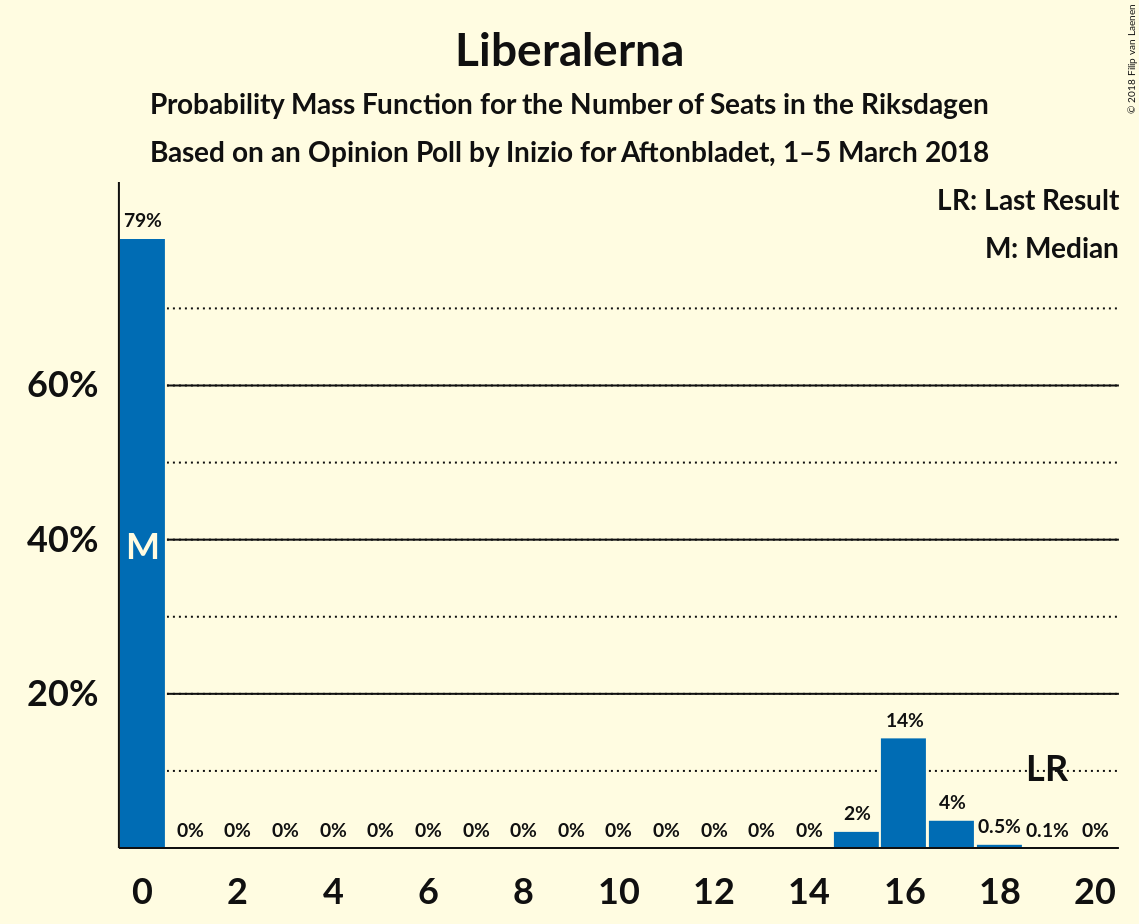 Liberalerna
Probability Mass Function for the Number of Seats in the Riksdagen
Based on an Opinion Poll by Inizio for Aftonbladet, 1–5 March 2018
© 2018 Filip van Laenen
LR: Last Result
M: Median
79%
60%
40%
M
20%
14%
LR
2%
4%
0.5%
0.1%
0%
0% 0% 0% 0% 0% 0% 0% 0% 0% 0% 0% 0% 0% 0%
0 2 4 6 8 10 12 14 16 18 20